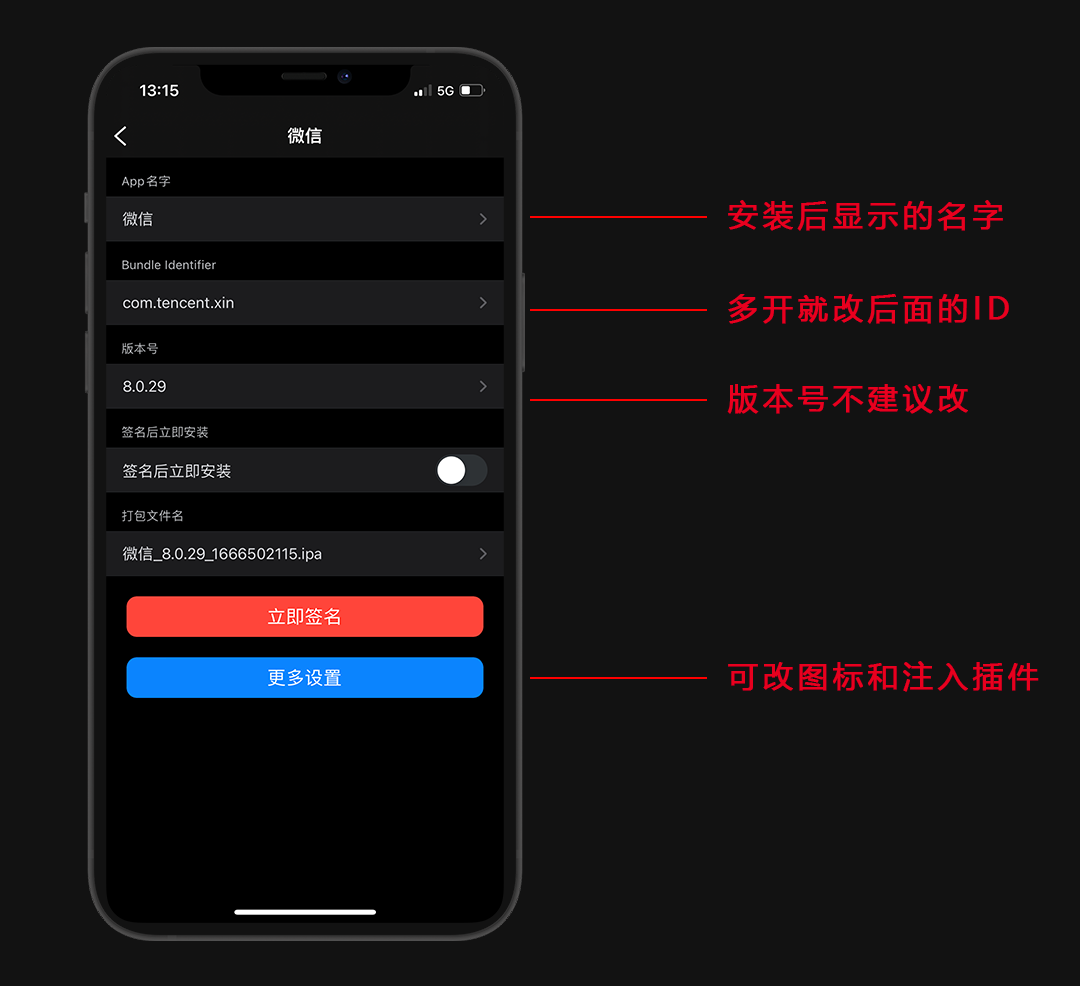 13:15
5G
微信
App名字
微信
安装后显示的名字
Bundle Identifier
com.tencent.xin
多开就改后面的ID
版本号
8.0.29
版本号不建议改
签名后立即安装
签名后立即安装
打包文件名
微信_8.0.29_1666502115.ipa
立即签名
更多设置
可改图标和注入插件